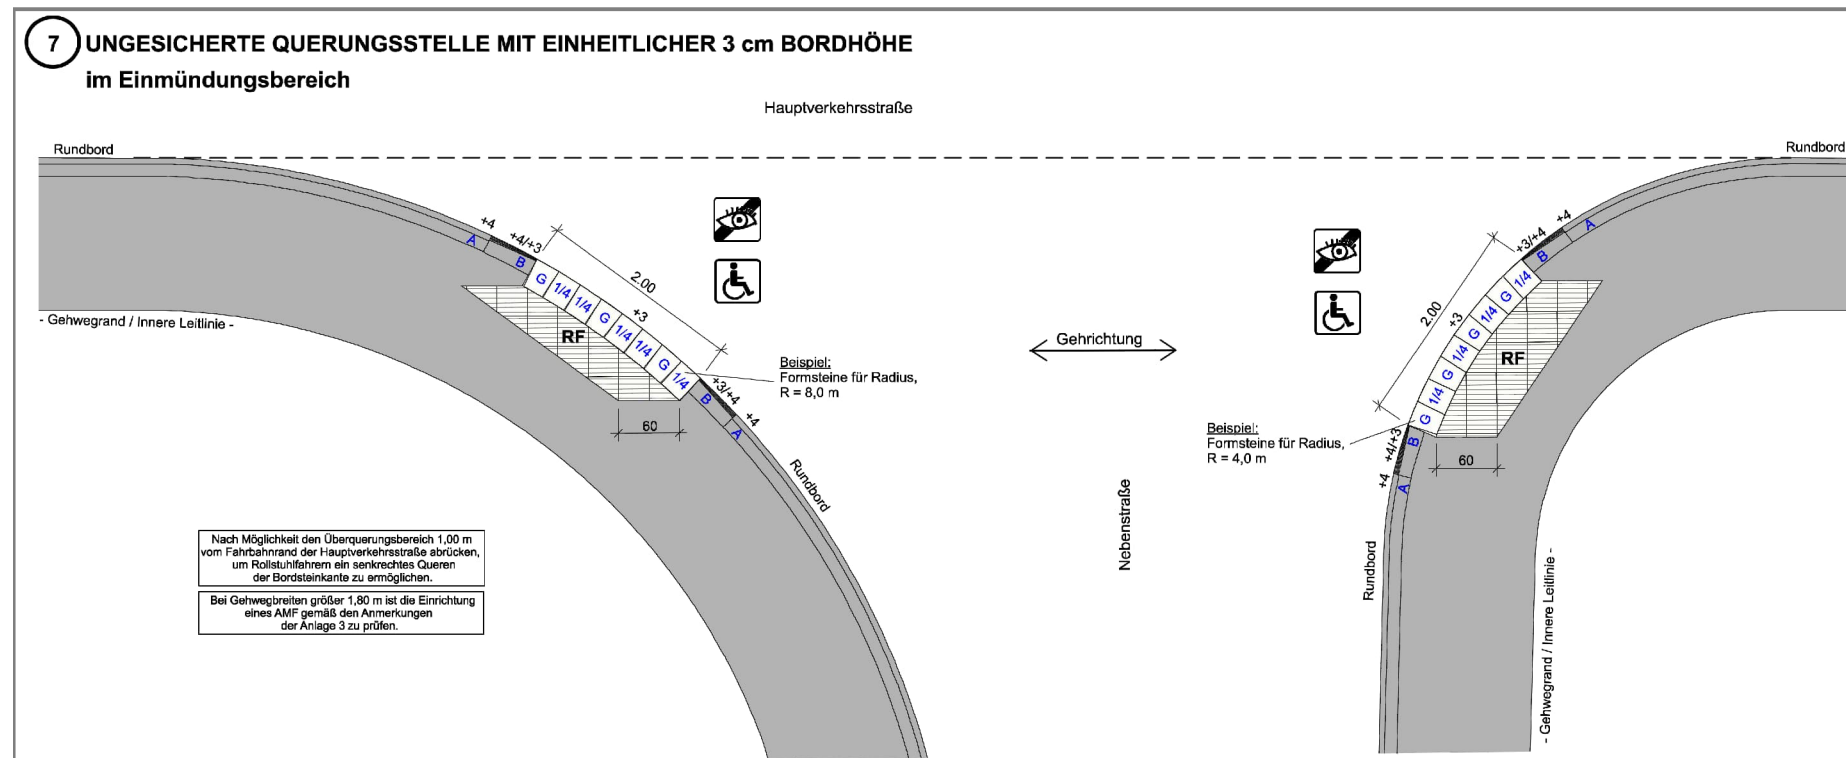 7
UNGESICHERTE QUERUNGSSTELLE MIT EINHEITLICHER 3 cm BORDHÖHE
im Einmündungsbereich
Hauptverkehrsstraße
Rundbord
Rundbord
+4
+4/+3
A
B
G
1/4
1/4
G
1/4
1/4
G
1/4
B
A
2.00
+3
+3/+4
+4
RF
60
Beispiel:
Formsteine für Radius,
R = 8,0 m
Rundbord
- Gehwegrand / Innere Leitlinie -
Gehrichtung
Nebenstraße
+4
+3/+4
A
B
1/4
G
1/4
G
1/4
G
1/4
G
B
A
2.00
+3
+4/+3
+4
RF
60
Beispiel:
Formsteine für Radius,
R = 4,0 m
Rundbord
- Gehwegrand / Innere Leitlinie -
Nach Möglichkeit den Überquerungsbereich 1,00 m
vom Fahrbahnrand der Hauptverkehrsstraße abrücken,
um Rollstuhlfahrern ein senkrechtes Queren
der Bordsteinkante zu ermöglichen.
Bei Gehwegbreiten größer 1,80 m ist die Einrichtung
eines AMF gemäß den Anmerkungen
der Anlage 3 zu prüfen.